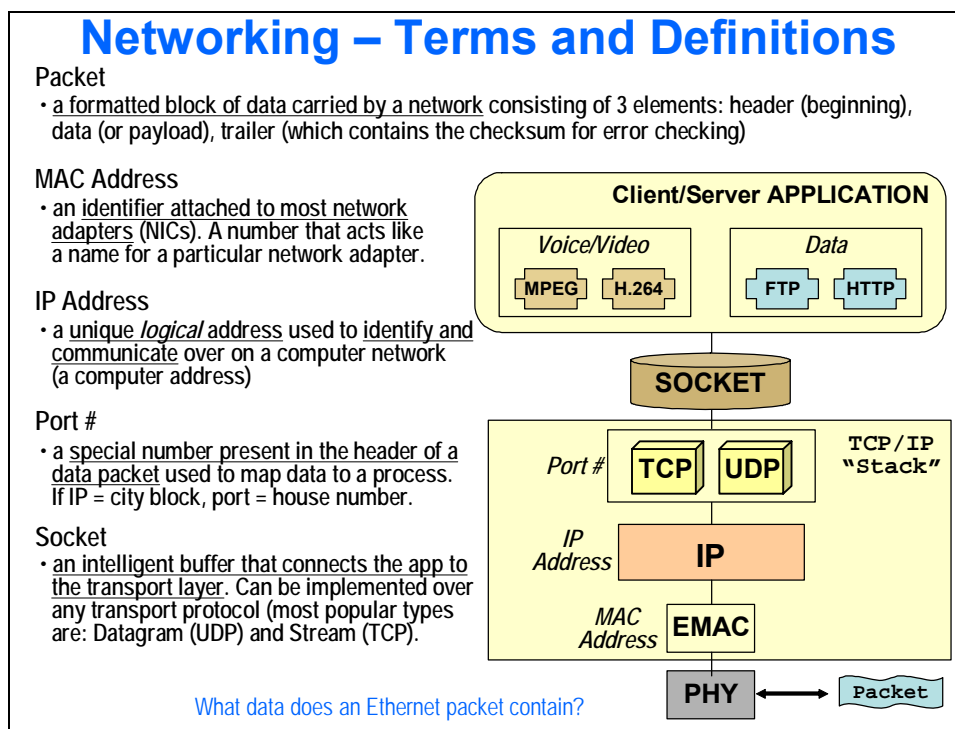 Networking – Terms and Definitions
Packet
· a formatted block of data carried by a network consisting of 3 elements: header (beginning),
data (or payload), trailer (which contains the checksum for error checking)
MAC Address
· an identifier attached to most network
adapters (NICs). A number that acts like
a name for a particular network adapter.
IP Address
· a unique logical address used to identify and
communicate over on a computer network
(a computer address)
Port #
· a special number present in the header of a
data packet used to map data to a process.
If IP = city block, port = house number.
Socket
· an intelligent buffer that connects the app to
the transport layer. Can be implemented over
any transport protocol (most popular types
are: Datagram (UDP) and Stream (TCP).
Client/Server APPLICATION
Voice/Video
MPEG
H.264
Data
FTP
HTTP
SOCKET
TCP/IP
“Stack”
Port #
TCP
UDP
IP
Address
IP
MAC
Address
EMAC
PHY
Packet
What data does an Ethernet packet contain?